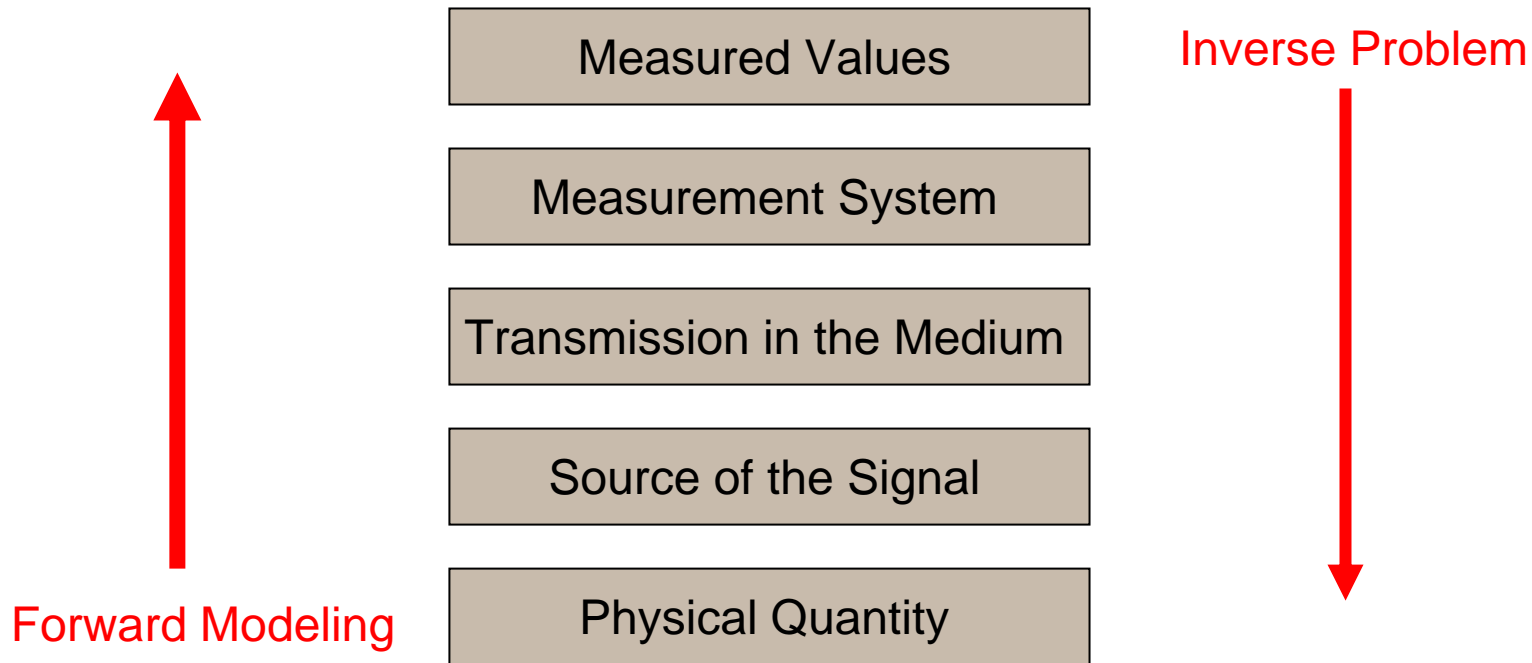 Measured Values
Inverse Problem
Measurement System
Transmission in the Medium
Source of the Signal
Physical Quantity
Forward Modeling